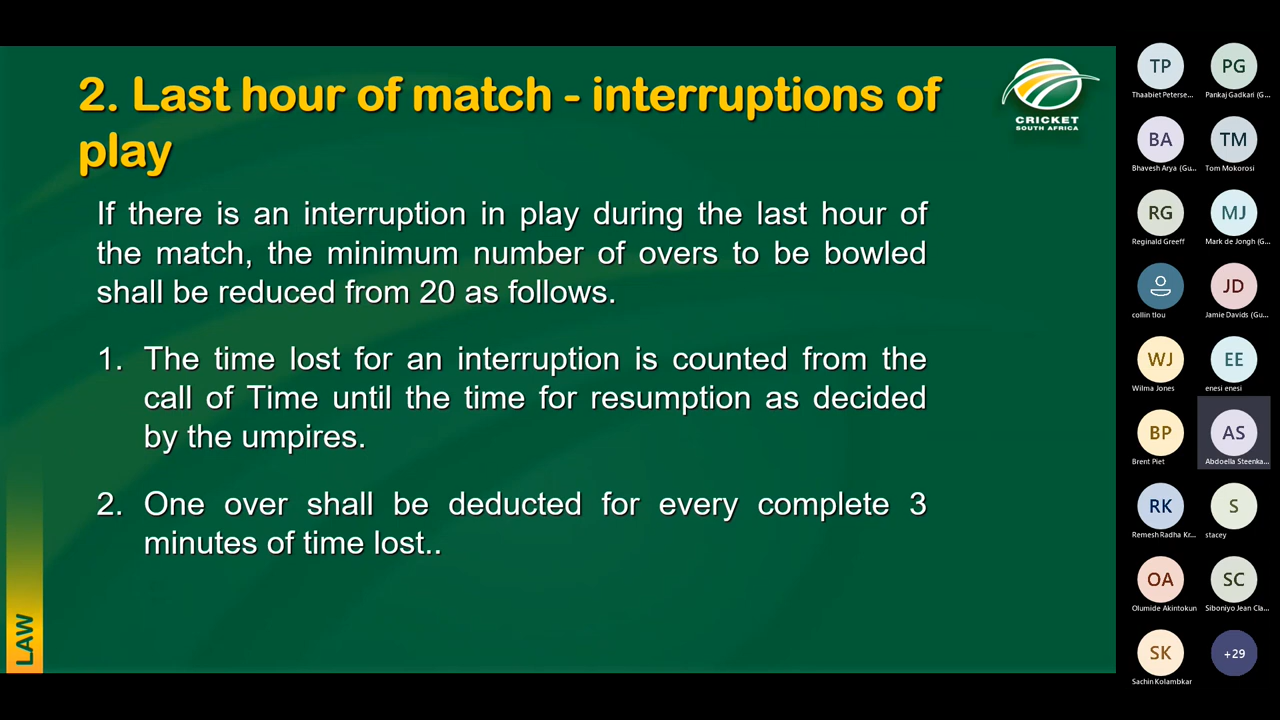 2. Last hour of match - interruptions of
play
CRICKET
SOUTH AFRICA
If there is an interruption in play during the last hour of
the match, the minimum number of overs to be bowled
shall be reduced from 20 as follows.
1. The time lost for an interruption is counted from the
call of Time until the time for resumption as decided
by the umpires.
2. One over shall be deducted for every complete 3
minutes of time lost..
LAW
TP PG
Thaabiet Peterse... Pankaj Gadkari (G...
BA TM
Bhavesh Arya (Gu... Tom Mokorosi
RG MJ
Reginald Greeff Mark de Jongh (G...
JD
collin tlou Jamie Davids (Gu...
WJ EE
Wilma Jones enesi enesi
BP AS
Brent Piet Abdoella Steenka...
RK S
Remesh Radha Kr... stacey
OA SC
Olumide Akintokun Siboniyo Jean Cla...
SK +29
Sachin Kolambkar